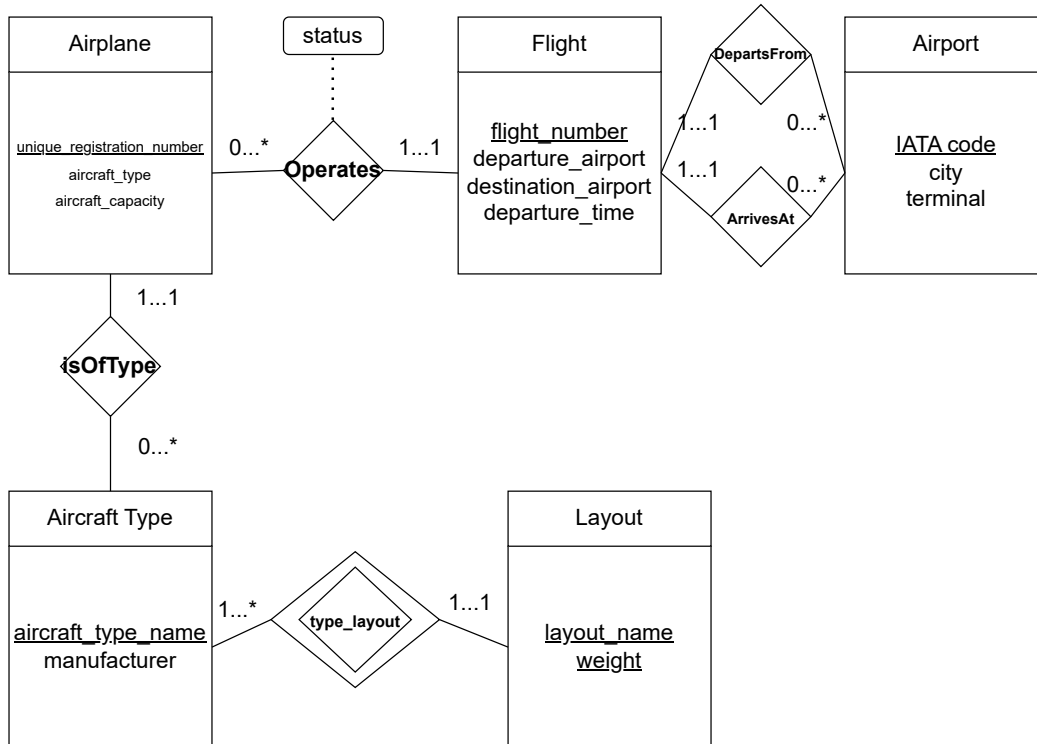 Airplane
status
Flight
DepartsFrom
Airport
unique_registration_number
aircraft_type
aircraft_capacity
0...*
Operates
1...1
flight_number
departure_airport
destination_airport
departure_time
1...1
0...*
1...1
0...*
ArrivesAt
IATA code
city
terminal
1...1
isOfType
0...*
Aircraft Type
Layout
aircraft_type_name
manufacturer
1...*
type_layout
1...1
layout_name
weight